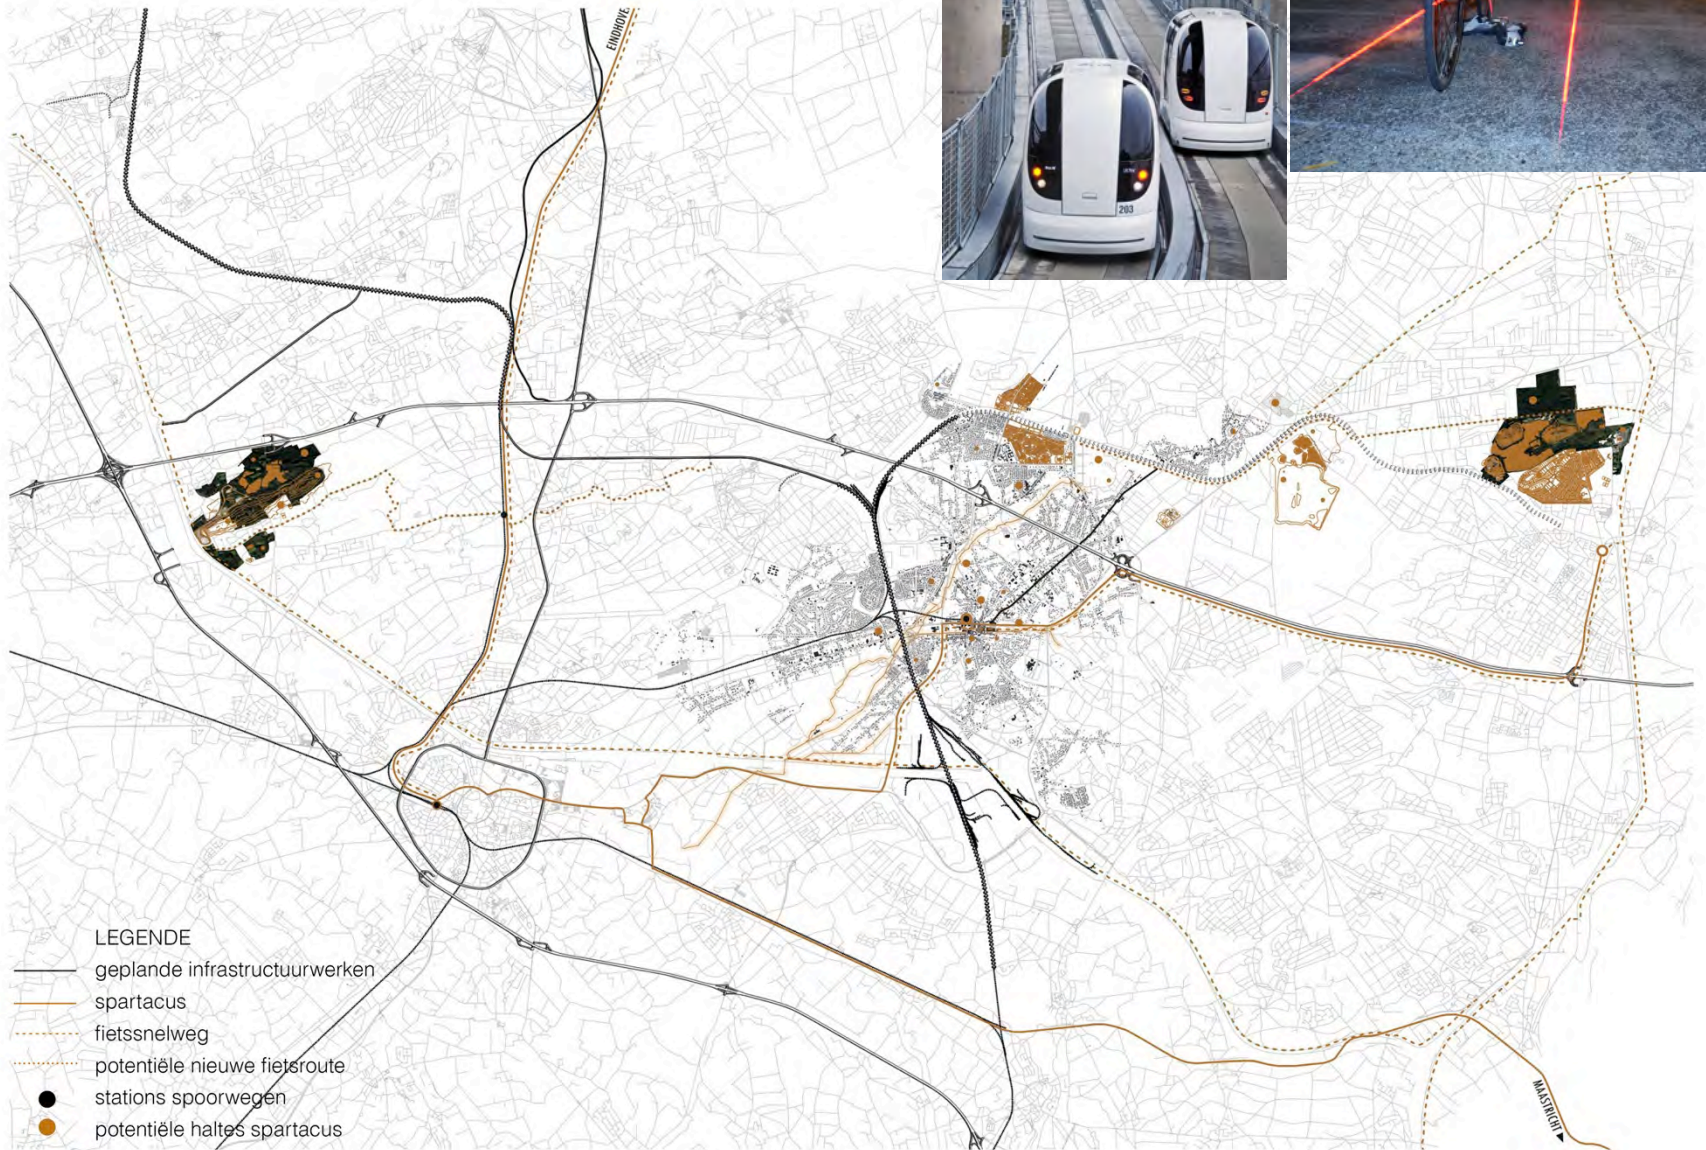 EINDHOVE
203
LEGENDE
geplande infrastructuurwerken
spartacus
fietssnelweg
potentiële nieuwe fietsroute
stations spoorwegen
potentiële haltes spartacus
MAASTRICHT